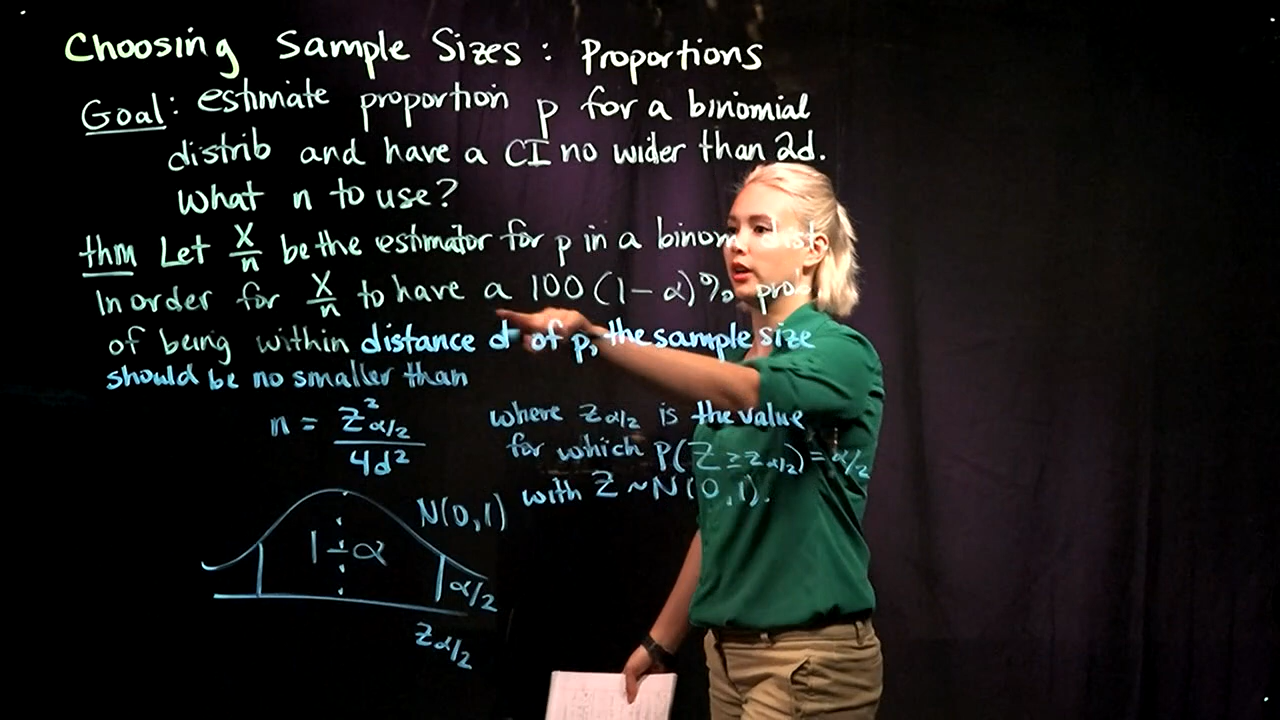 Choosing Sample Sizes: Proportions
Goal: estimate proportion p for a binomial
distrib and have a CI no wider than 2d.
What n to use?
thm Let X/n be the estimator for p in a binom dist.
In order for X/n to have a 100(1-α)% prob
of being within distance d of p, the sample size
should be no smaller than
n = z²α/2 / 4d²
where zα/2 is the value
for which P(Z ≥ zα/2) = α/2
with Z ~ N(0,1).
N(0,1)
1-α
α/2
zα/2